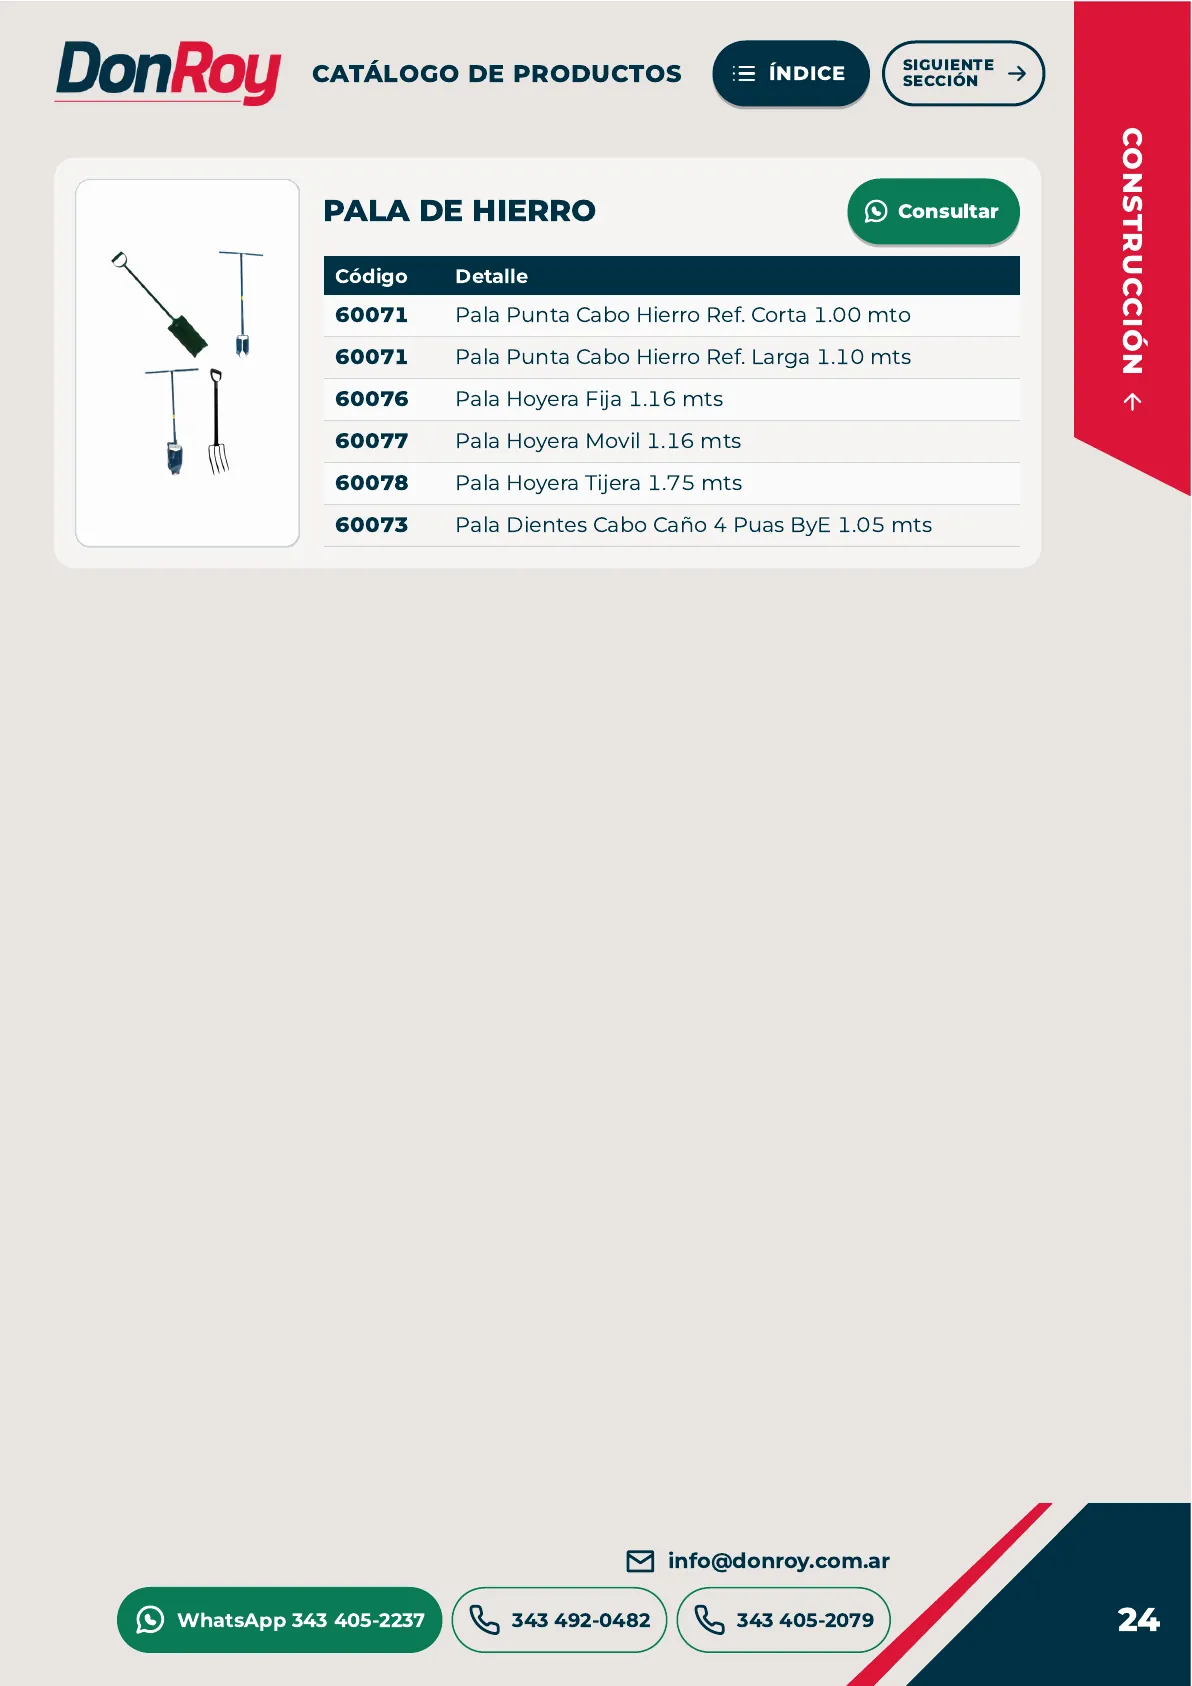 DonRoy
CATÁLOGO DE PRODUCTOS
ÍNDICE
SIGUIENTE
SECCIÓN
CONSTRUCCIÓN
PALA DE HIERRO
Consultar
Código Detalle
60071 Pala Punta Cabo Hierro Ref. Corta 1.00 mto
60071 Pala Punta Cabo Hierro Ref. Larga 1.10 mts
60076 Pala Hoyera Fija 1.16 mts
60077 Pala Hoyera Movil 1.16 mts
60078 Pala Hoyera Tijera 1.75 mts
60073 Pala Dientes Cabo Caño 4 Puas ByE 1.05 mts
info@donroy.com.ar
WhatsApp 343 405-2237
343 492-0482
343 405-2079
24